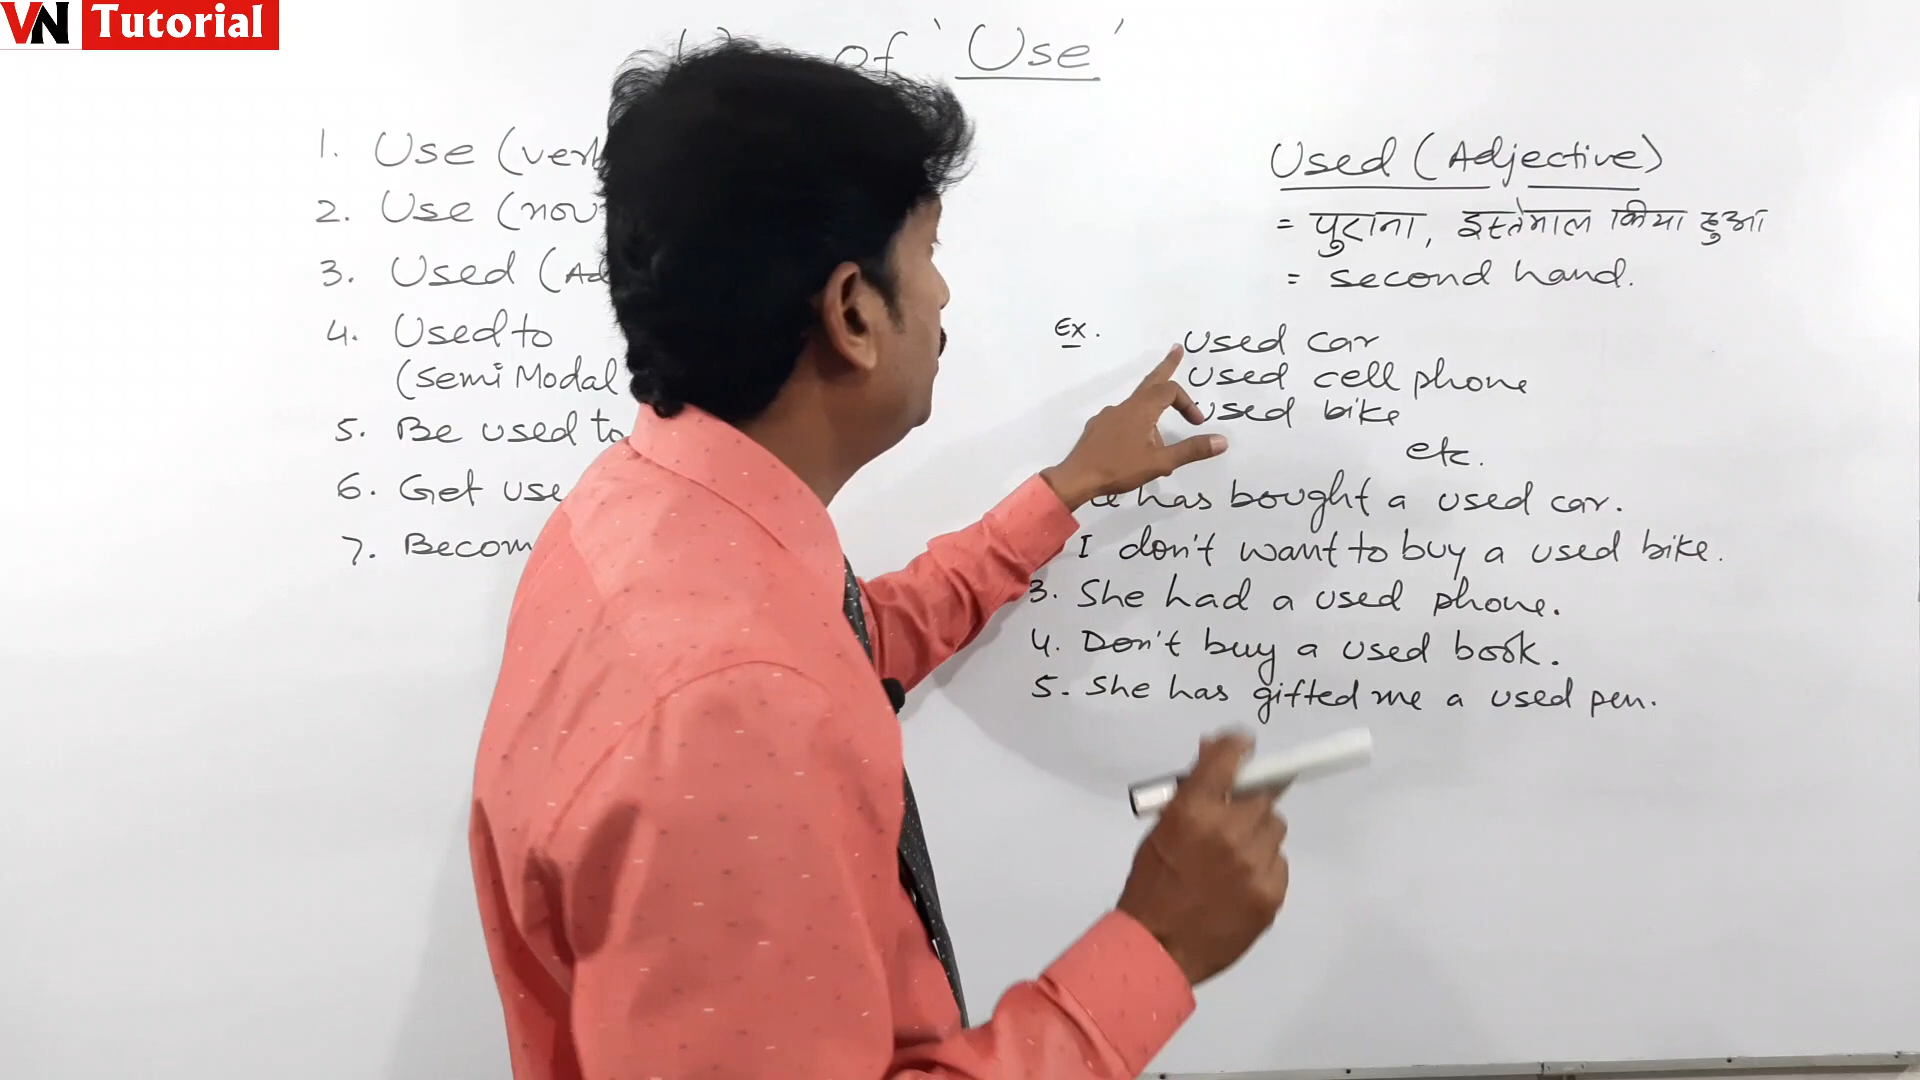 VN Tutorial
of 'Use'
1. Use (verb
2. Use (nou
3. Used (Ad
4. Used to
(Semi Modal
5. Be used to
6. Get use
7. Becom
Used (Adjective)
= पुराना, इस्तेमाल किया हुआ
= second hand.
Ex.
used car
used cell phone
used bike
etc.
has bought a used car.
I don't want to buy a used bike.
3. She had a used phone.
4. Don't buy a used book.
5. She has gifted me a used pen.